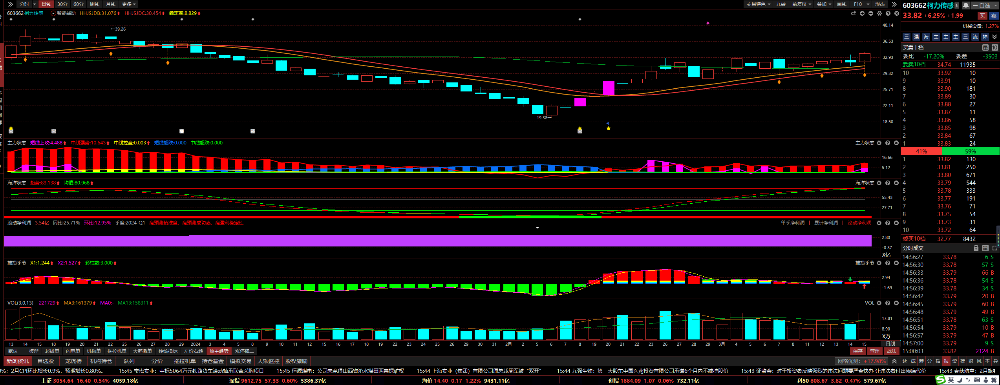 分时 日线 30分 60分 周线 月线 更多 交易特色 九转 前复权 叠加 画线 F10 形态
603662柯力传感 智能辅助 HHJSJDB:31.076 HHJSJDC:30.454 乖离率:8.829
39.26
19.38
40.14
36.53
32.93
29.32
25.71
22.11
18.50
主力状态 短线上攻:4.488 中线强势:10.643 中线控盘:0.003 短线超跌:0.000 中线超跌:0.000 主力状态
16.66
5.12
海洋状态 趋势:83.138 均值:80.968 海洋状态
55.43
27.71
滚动净利润 3.54亿 同比:25.71% 环比:12.95% 季度:2024-Q1 高预测精准度，高预测成功率，高盈利稳定性 单季净利润 | 累计净利润 | 滚动净利润
2.80
-0.37
X亿
捕捞季节 X1:1.244 X2:1.527 彩柱数:3.000 捕捞季节
2.94
-1.69
VOL(3,0,13) 221729 MA3:161379 MA0:- MA13:158311 VOL
17.81
8.90
X万
13 14 15 18 19 20 21 22 25 26 27 28 29 2024 3 4 5 8 9 10 11 12 15 16 17 18 19 22 23 24 25 26 29 30 31 2月 2 5 6 7 8 19 20 21 22 23 26 27 28 29 3月 4 5 6 7 8 11 12 13 14 15 日线
默认 三板斧 超级单 闪电单 机构单 拖拉机单 大笔撤单 传统指标 左价右趋 热主趋势 涨停横二 保存 管理 战法
新闻资讯 自选股 龙虎榜 机构持仓 队列 分价 拖拉机单 持仓基金 模拟交易 大额监控 股权激励 网格优测：+17.98%
603662柯力传感 自选
33.82 +6.25% +1.99 买 卖
机械设备: 1.27%
三 强 海 主 主 主 三 流 神
买卖十档 量 10
委比 -17.20% 委差 -3503
委卖10档 34.74 11935
10 33.92 10
9 33.91 10
8 33.90 181
7 33.89 30
6 33.88 27
5 33.87 11
4 33.86 58
3 33.85 98
2 33.84 67
1 33.83 24
41% 59%
1 33.82 130
2 33.81 250
3 33.80 671
4 33.79 544
5 33.78 333
6 33.77 191
7 33.76 71
8 33.75 54
9 33.73 31
10 33.72 64
委买10档 32.77 8432
分时成交 量
14:56:27 33.78 6 S
14:56:30 33.78 57 S
14:56:33 33.79 66 B
14:56:36 33.78 54 S
14:56:39 33.78 34 S
14:56:42 33.79 20 B
14:56:45 33.79 60 B
14:56:48 33.79 49 B
14:56:51 33.78 63 S
14:56:54 33.79 10 B
14:56:57 33.79 47 B
14:57:00 33.79 9 S
15:00:03 33.82 2124 B
还 成 筹 分 指 报 资 技 财 风 本 异
0%；2月CPI环比增长0.9%，预期增长0.80%。 15:45 宝塔实业：中标5064万元铁路货车滚动轴承联合采购项目 15:45 恒源煤电：公司未竞得山西省沁水煤田两宗探矿权 15:44 上海实业（集团）有限公司原总裁周军被“双开” 15:44 九强生物：第一大股东中国医药投资有限公司承诺6个月内不减持股份 15:43 证监会：对于投资者反映强烈的违法问题要严查快办 让违法者付出惨痛代价 15:43 春秋航空：2月旅客
上证 3054.64 16.40 0.54% 4059.18亿 深指 9612.75 57.33 0.60% 5386.37亿 均价 14.40 0.17 1.22% 9431.11亿 创指 1884.09 1.07 0.06% 732.11亿 科50 808.67 3.82 0.47% 579.67亿 英